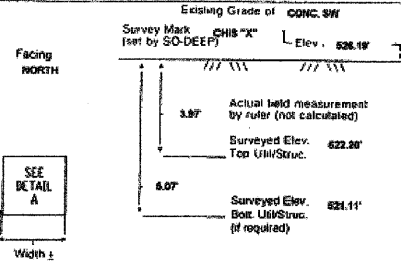 Existing Grade of CONC. SW
Survey Mark CHIS "X"
(set by SO-DEEP)
Elev. 526.19'
Facing
NORTH
3.97'
Actual field measurement
by ruler (not calculated)
Surveyed Elev. 522.20'
Top Util/Struc.
SEE
DETAIL
A
5.07'
Surveyed Elev. 521.11'
Bott. Util/Struc.
(if required)
Width ±